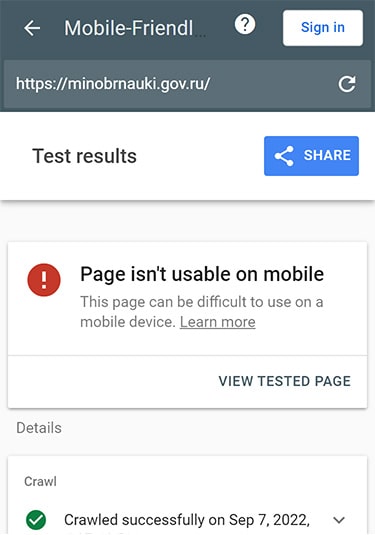 Mobile-Friendl...
Sign in
https://minobrnauki.gov.ru/
Test results
SHARE
Page isn't usable on mobile
This page can be difficult to use on a
mobile device. Learn more
VIEW TESTED PAGE
Details
Crawl
Crawled successfully on Sep 7, 2022,